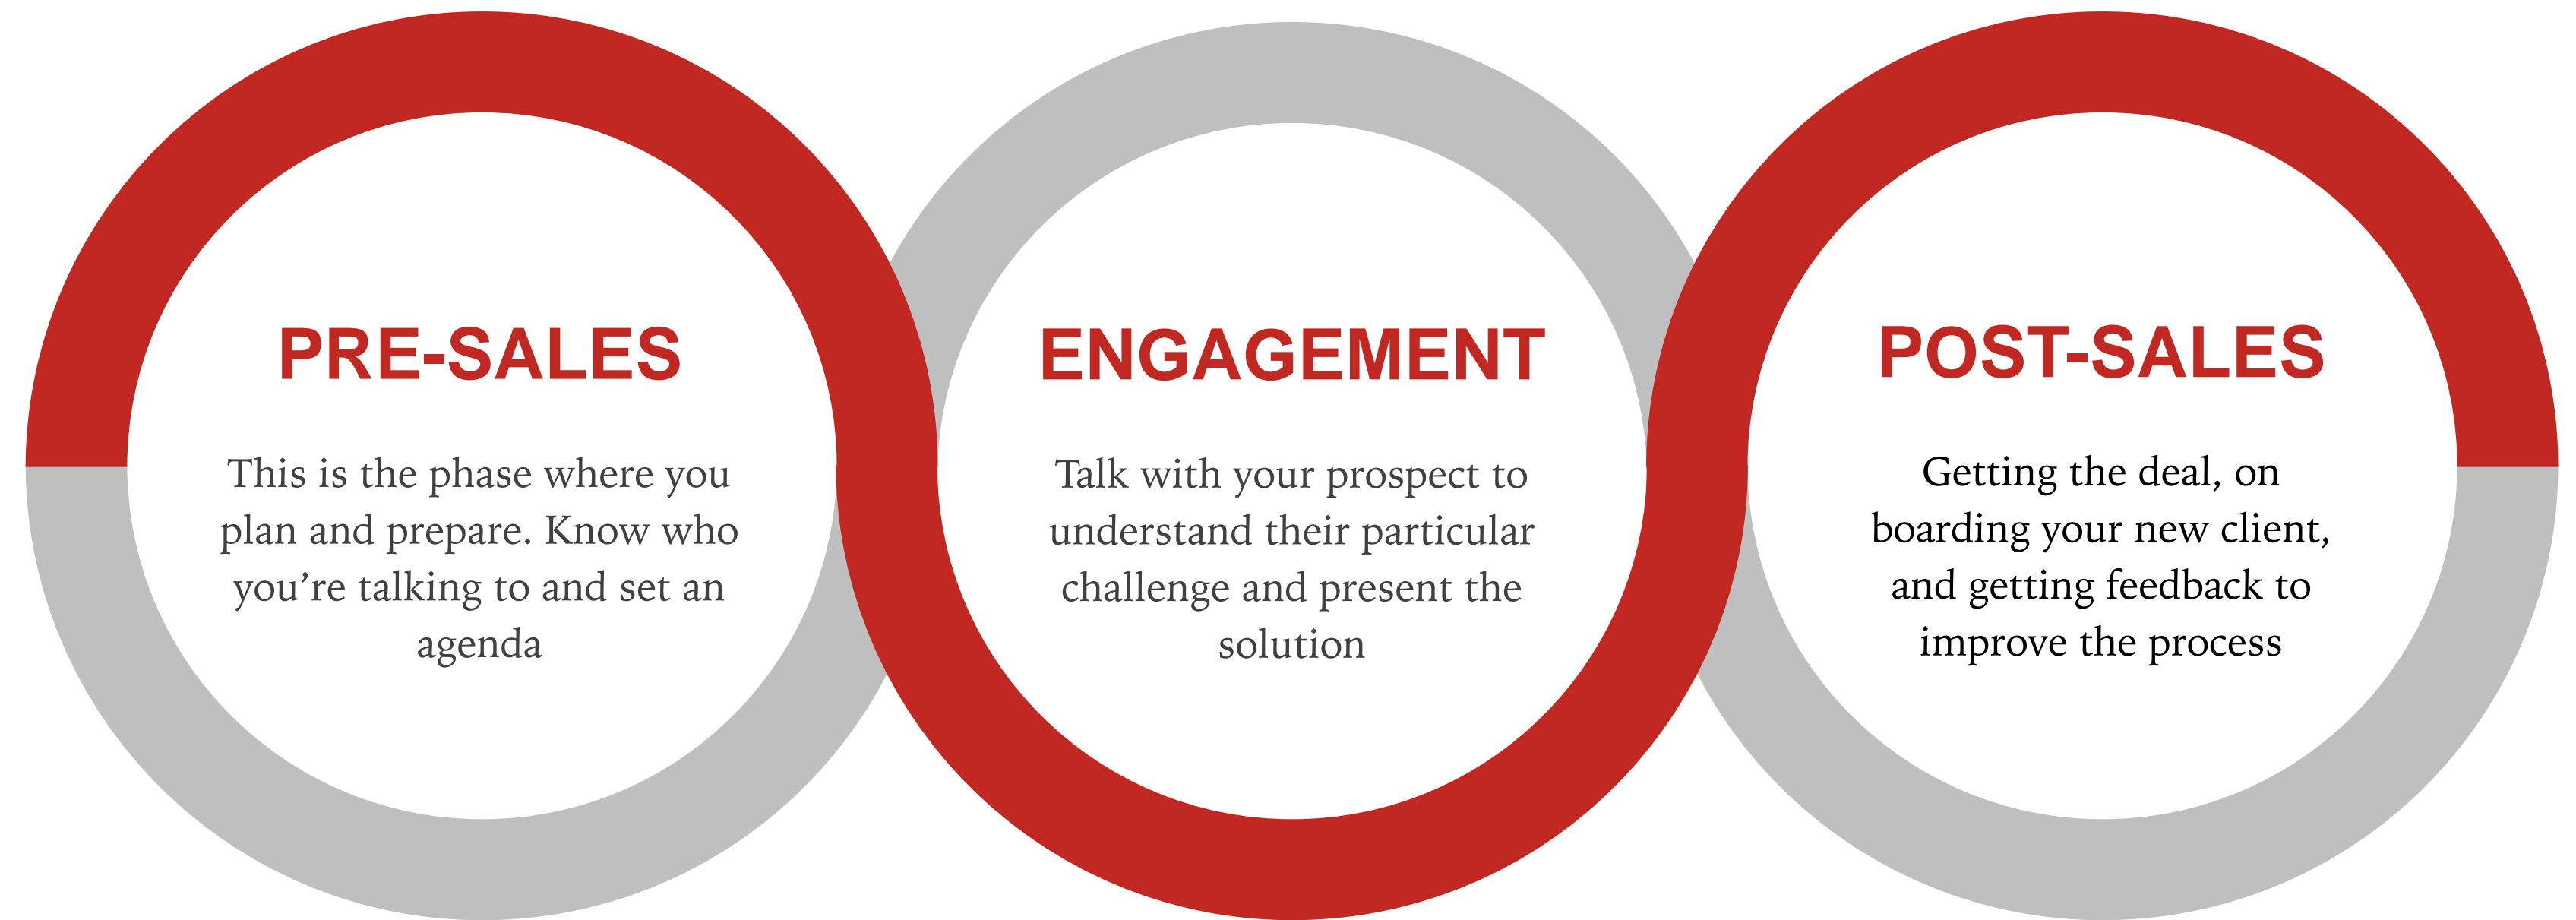 PRE-SALES
This is the phase where you
plan and prepare. Know who
you’re talking to and set an
agenda
ENGAGEMENT
Talk with your prospect to
understand their particular
challenge and present the
solution
POST-SALES
Getting the deal, on
boarding your new client,
and getting feedback to
improve the process